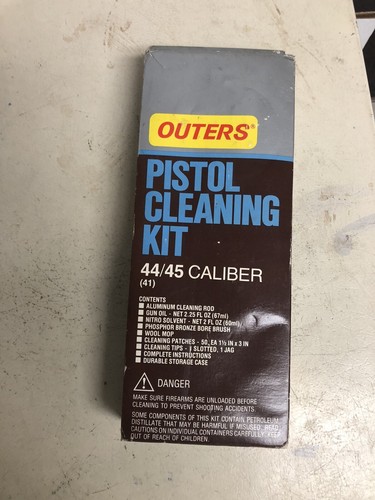 OUTERS®
PISTOL
CLEANING
KIT
44/45 CALIBER
(41)
CONTENTS
■ ALUMINUM CLEANING ROD
■ GUN OIL - NET 2.25 FL OZ (67ml)
■ NITRO SOLVENT - NET 2 FL OZ (60ml)
■ PHOSPHOR BRONZE BORE BRUSH
■ WOOL MOP
■ CLEANING PATCHES - 50, EA 1½ IN x 3 IN
■ CLEANING TIPS - 1 SLOTTED, 1 JAG
■ COMPLETE INSTRUCTIONS
■ DURABLE STORAGE CASE
DANGER
MAKE SURE FIREARMS ARE UNLOADED BEFORE
CLEANING TO PREVENT SHOOTING ACCIDENTS.
SOME COMPONENTS OF THIS KIT CONTAIN PETROLEUM
DISTILLATE THAT MAY BE HARMFUL IF MISUSED. READ
CAUTIONS ON INDIVIDUAL CONTAINERS CAREFULLY. KEEP
OUT OF REACH OF CHILDREN.